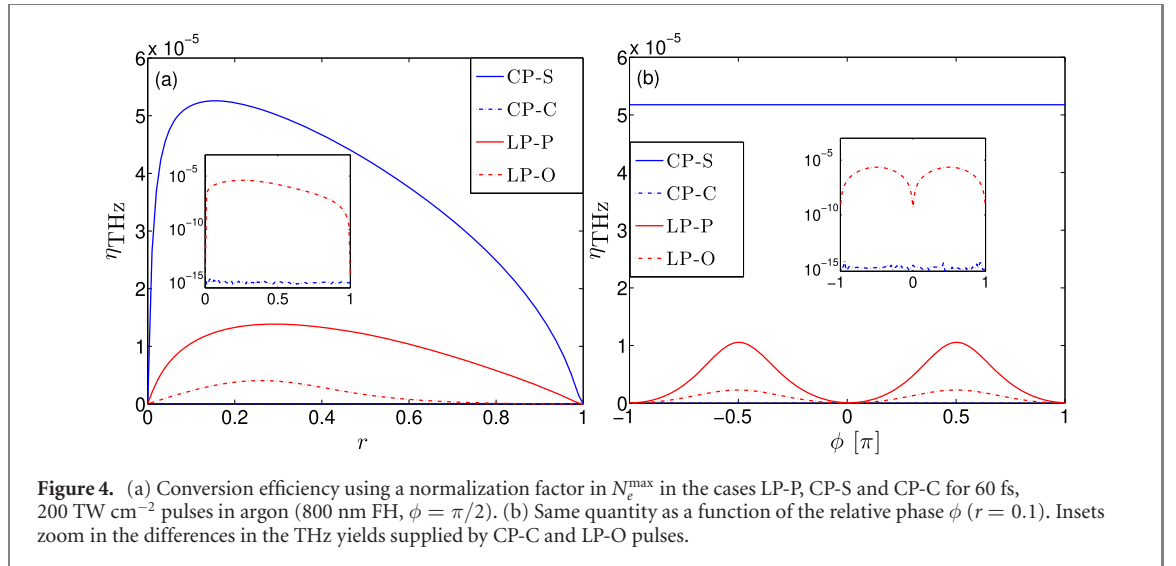 6 x 10⁻⁵
(a)
CP-S
CP-C
LP-P
LP-O
5
4
3
2
1
0
η_THz
10⁻⁵
10⁻¹⁰
10⁻¹⁵
0 0.5 1
0 0.2 0.4 0.6 0.8 1
r
6 x 10⁻⁵
(b)
CP-S
CP-C
LP-P
LP-O
5
4
3
2
1
0
η_THz
10⁻⁵
10⁻¹⁰
10⁻¹⁵
−1 0 1
−1 −0.5 0 0.5 1
ϕ [π]
Figure 4. (a) Conversion efficiency using a normalization factor in N_e^max in the cases LP-P, CP-S and CP-C for 60 fs,
200 TW cm⁻² pulses in argon (800 nm FH, ϕ = π/2). (b) Same quantity as a function of the relative phase ϕ (r = 0.1). Insets
zoom in the differences in the THz yields supplied by CP-C and LP-O pulses.